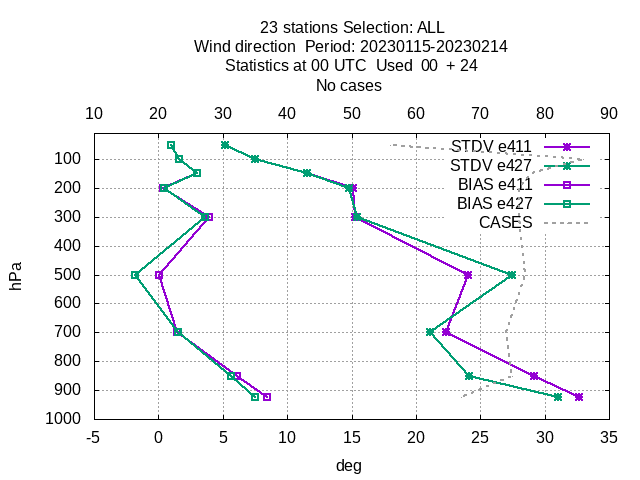 23 stations Selection: ALL
Wind direction  Period: 20230115-20230214
Statistics at 00 UTC  Used  00  + 24
No cases
10 20 30 40 50 60 70 80 90
STDV e411
STDV e427
BIAS e411
BIAS e427
CASES
100
200
300
400
500
600
700
800
900
1000
hPa
-5 0 5 10 15 20 25 30 35
deg